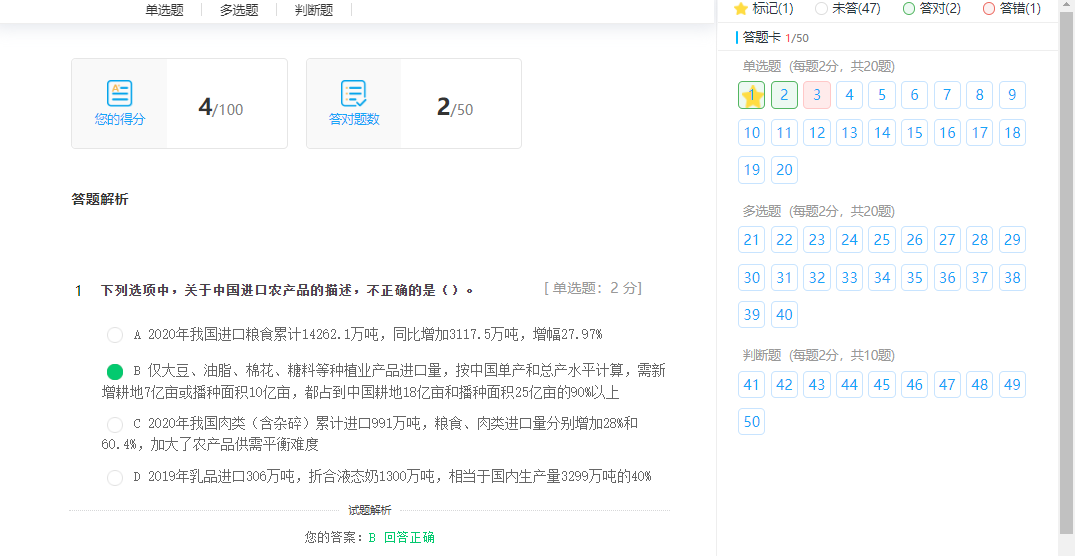 单选题 多选题 判断题
标记(1) 未答(47) 答对(2) 答错(1)
答题卡 1/50
您的得分
4/100
答对题数
2/50
答题解析
1 下列选项中，关于中国进口农产品的描述，不正确的是（）。 [ 单选题：2 分]
A 2020年我国进口粮食累计14262.1万吨，同比增加3117.5万吨，增幅27.97%
B 仅大豆、油脂、棉花、糖料等种植业产品进口量，按中国单产和总产水平计算，需新
增耕地7亿亩或播种面积10亿亩，都占到中国耕地18亿亩和播种面积25亿亩的90%以上
C 2020年我国肉类（含杂碎）累计进口991万吨，粮食、肉类进口量分别增加28%和
60.4%，加大了农产品供需平衡难度
D 2019年乳品进口306万吨，折合液态奶1300万吨，相当于国内生产量3299万吨的40%
试题解析
您的答案：B 回答正确
单选题 (每题2分，共20题)
1 2 3 4 5 6 7 8 9
10 11 12 13 14 15 16 17 18
19 20
多选题 (每题2分，共20题)
21 22 23 24 25 26 27 28 29
30 31 32 33 34 35 36 37 38
39 40
判断题 (每题2分，共10题)
41 42 43 44 45 46 47 48 49
50